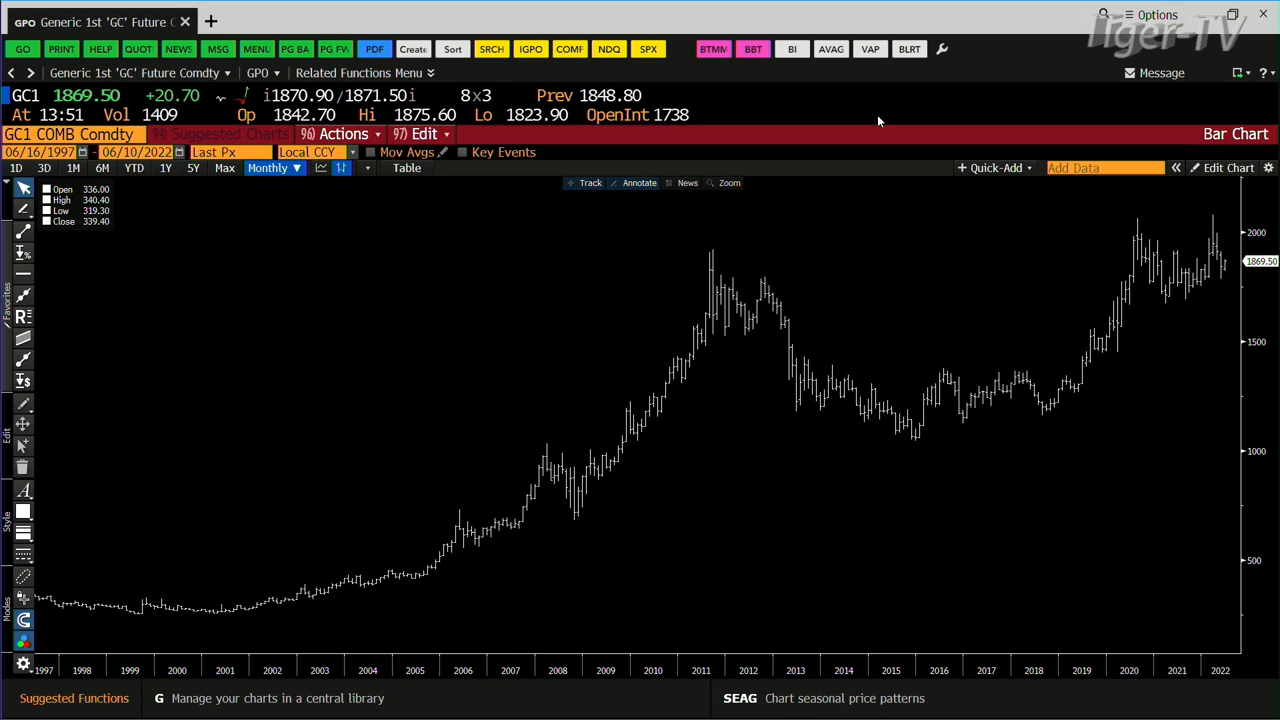 GPO Generic 1st 'GC' Future C
Options
Tiger-TV
GO PRINT HELP QUOT NEWS MSG MENU PG BA PG FW PDF Create Sort SRCH IGPO COMF NDQ SPX BTMM BBT BI AVAG VAP BLRT
Generic 1st 'GC' Future Comdty GPO Related Functions Menu Message ?
GC1 1869.50 +20.70 i1870.90/1871.50i 8x3 Prev 1848.80
At 13:51 Vol 1409 Op 1842.70 Hi 1875.60 Lo 1823.90 OpenInt 1738
GC1 COMB Comdty 94) Suggested Charts 96) Actions 97) Edit Bar Chart
06/16/1997 - 06/10/2022 Last Px Local CCY Mov Avgs Key Events
1D 3D 1M 6M YTD 1Y 5Y Max Monthly ▼ Table + Quick-Add Add Data « Edit Chart
Track Annotate News Zoom
Open 336.00
High 340.40
Low 319.30
Close 339.40
2000
1869.50
1500
1000
500
Favorites
Edit
Style
Modes
1997 1998 1999 2000 2001 2002 2003 2004 2005 2006 2007 2008 2009 2010 2011 2012 2013 2014 2015 2016 2017 2018 2019 2020 2021 2022
Suggested Functions G Manage your charts in a central library SEAG Chart seasonal price patterns